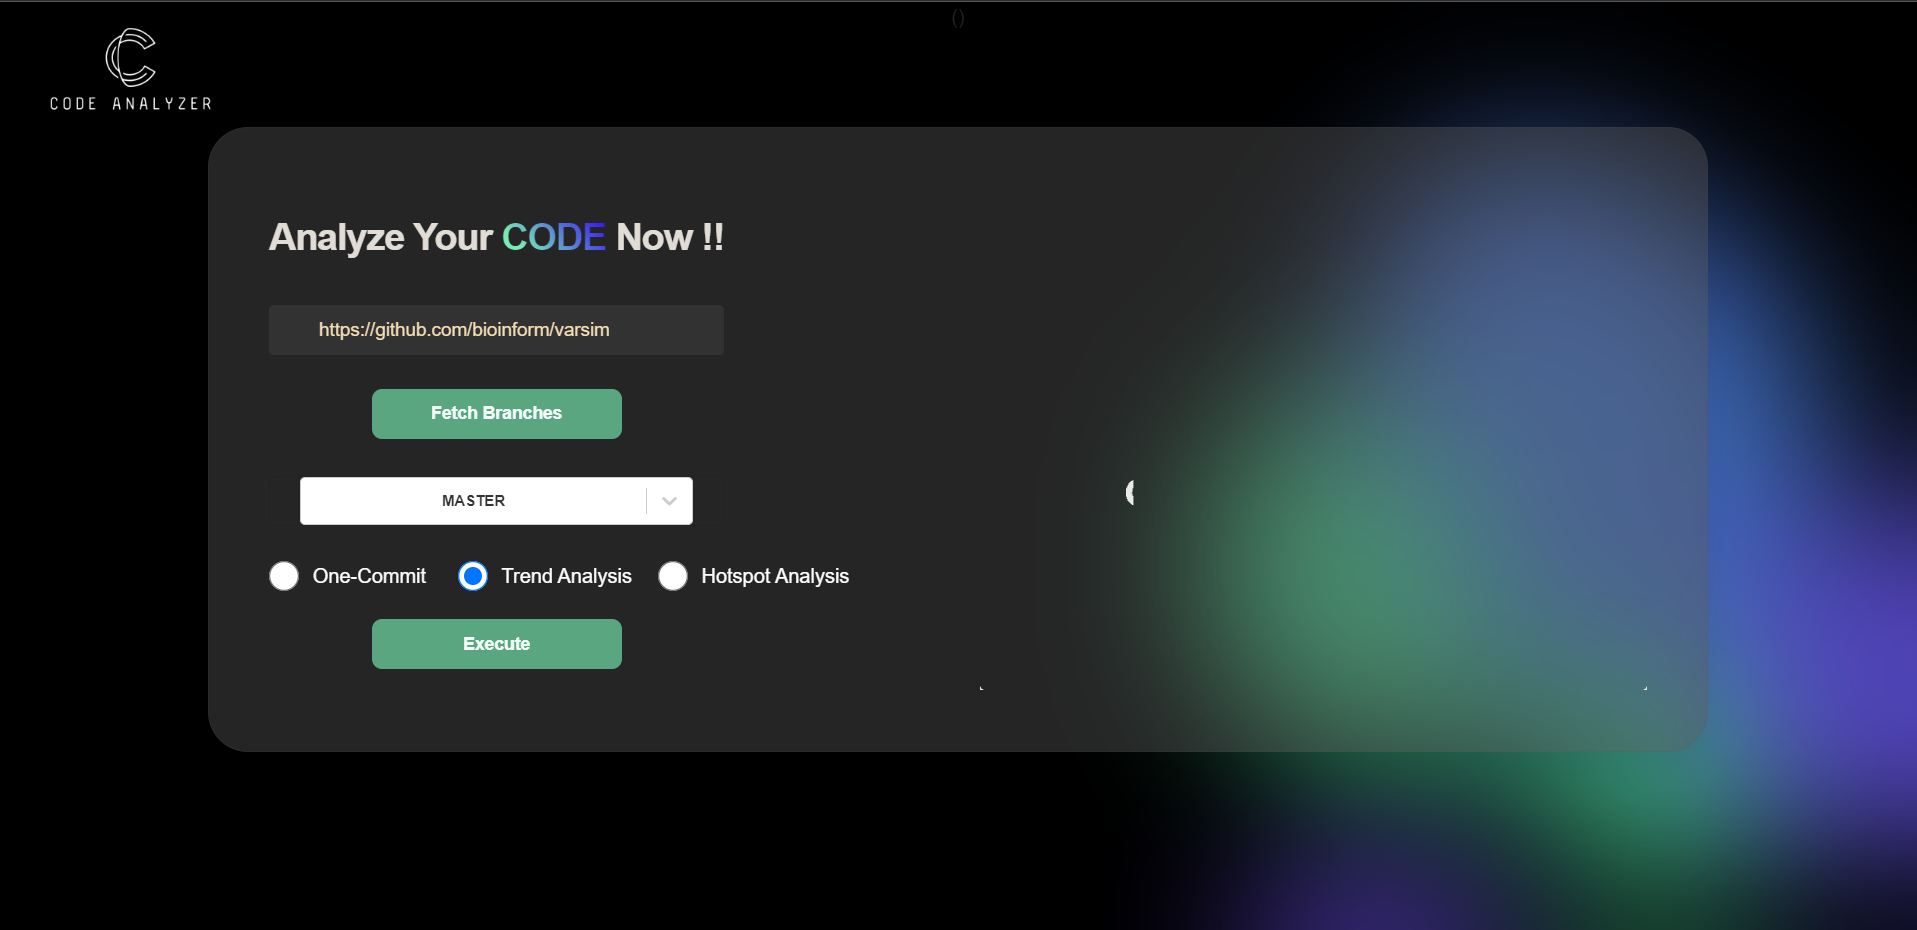 ()
CODE ANALYZER
Analyze Your CODE Now !!
https://github.com/bioinform/varsim
Fetch Branches
MASTER
One-Commit Trend Analysis Hotspot Analysis
Execute